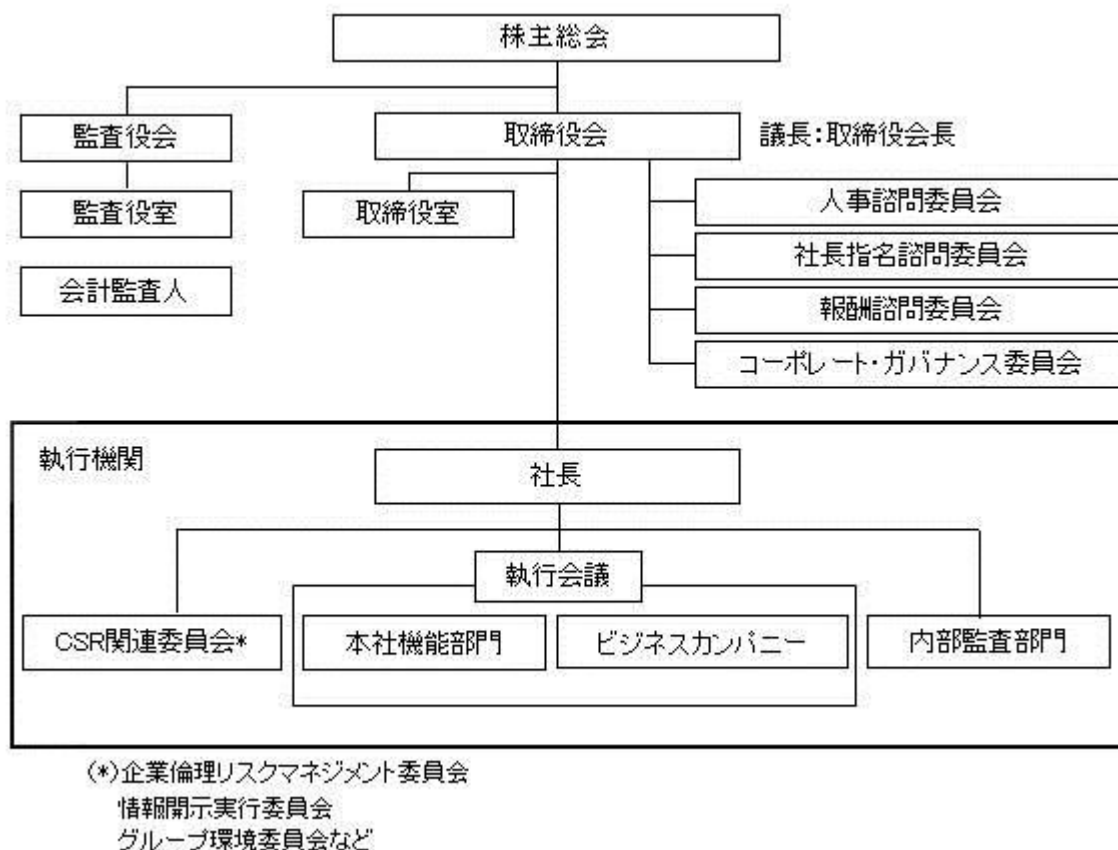 株主総会
監査役会
取締役会
議長:取締役会長
監査役室
取締役室
人事諮問委員会
社長指名諮問委員会
会計監査人
報酬諮問委員会
コーポレート・ガバナンス委員会
執行機関
社長
執行会議
CSR関連委員会*
本社機能部門
ビジネスカンパニー
内部監査部門
(*)企業倫理リスクマネジメント委員会
情報開示実行委員会
グループ環境委員会など